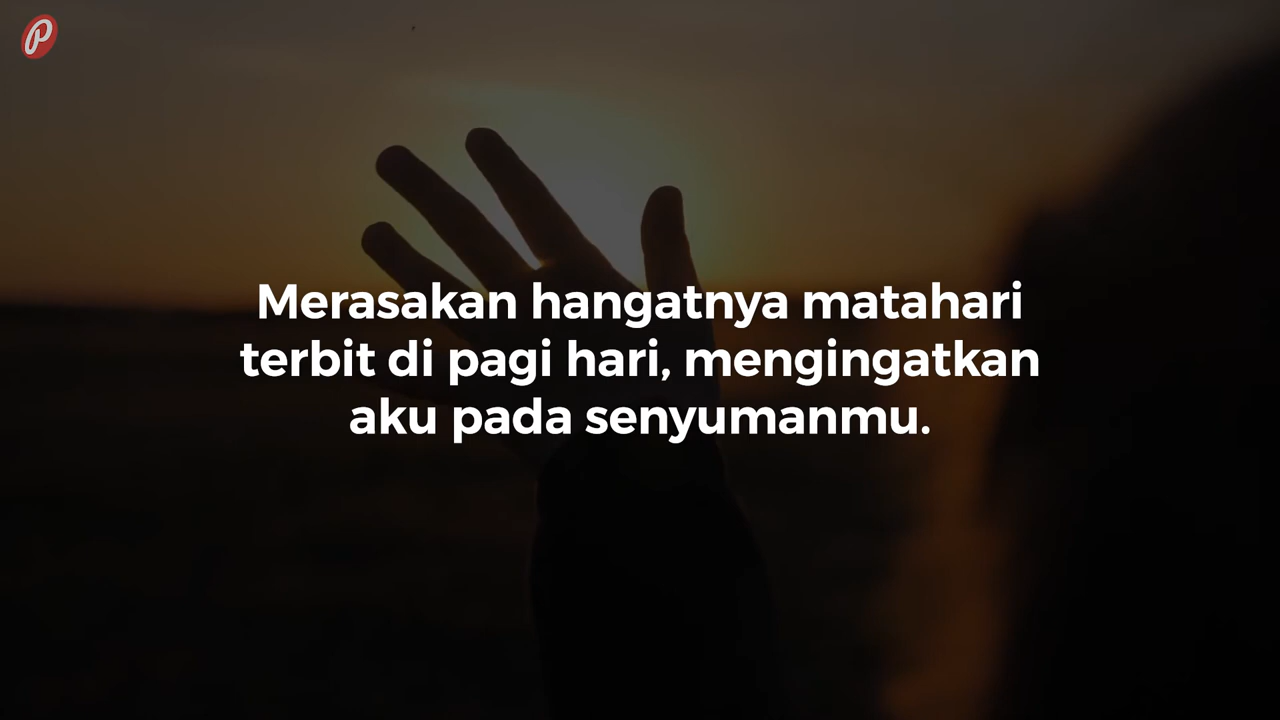 Merasakan hangatnya matahari
terbit di pagi hari, mengingatkan
aku pada senyumanmu.